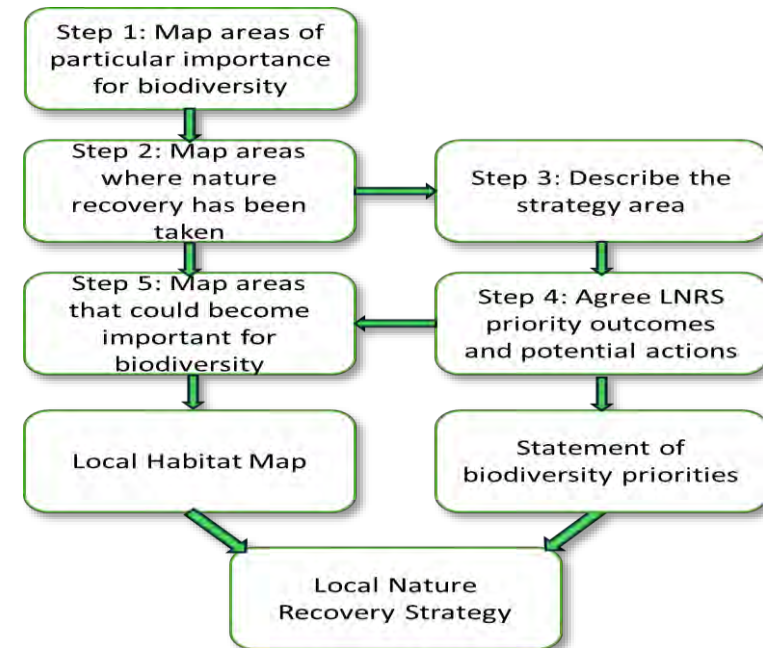 Step 1: Map areas of
particular importance
for biodiversity
Step 2: Map areas
where nature
recovery has been
taken
Step 3: Describe the
strategy area
Step 5: Map areas
that could become
important for
biodiversity
Step 4: Agree LNRS
priority outcomes
and potential actions
Local Habitat Map
Statement of
biodiversity priorities
Local Nature
Recovery Strategy